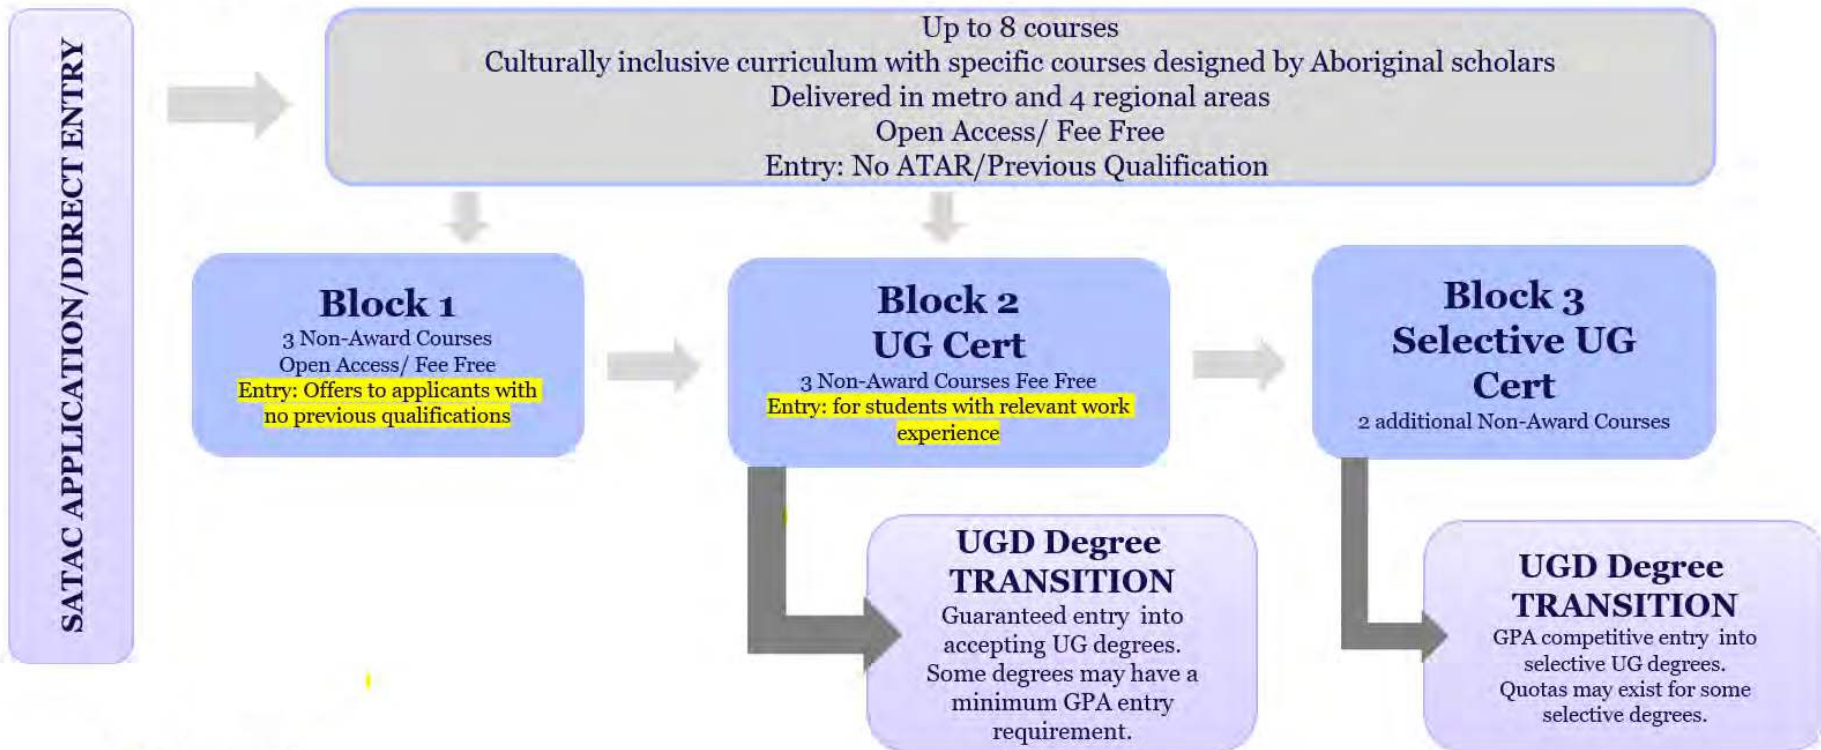 SATAC APPLICATION/DIRECT ENTRY
Up to 8 courses
Culturally inclusive curriculum with specific courses designed by Aboriginal scholars
Delivered in metro and 4 regional areas
Open Access/ Fee Free
Entry: No ATAR/Previous Qualification
Block 1
3 Non-Award Courses
Open Access/ Fee Free
Entry: Offers to applicants with
no previous qualifications
Block 2
UG Cert
3 Non-Award Courses Fee Free
Entry: for students with relevant work
experience
Block 3
Selective UG
Cert
2 additional Non-Award Courses
UGD Degree
TRANSITION
Guaranteed entry into
accepting UG degrees.
Some degrees may have a
minimum GPA entry
requirement.
UGD Degree
TRANSITION
GPA competitive entry into
selective UG degrees.
Quotas may exist for some
selective degrees.